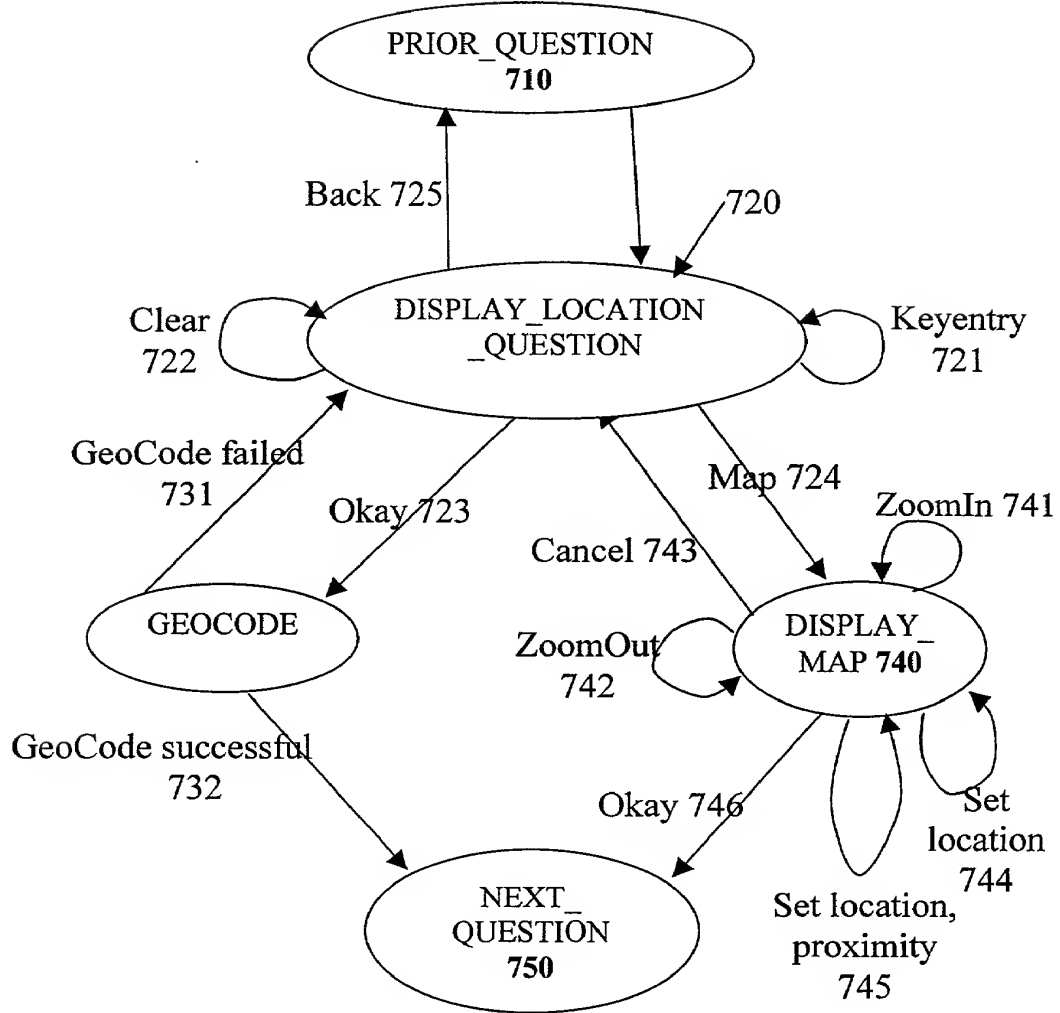 PRIOR_QUESTION
710
Back 725
720
Clear
722
DISPLAY_LOCATION
_QUESTION
Keyentry
721
GeoCode failed
731
Okay 723
Map 724
Cancel 743
ZoomIn 741
GEOCODE
ZoomOut
742
DISPLAY_
MAP 740
GeoCode successful
732
Okay 746
Set
location
744
Set location,
proximity
745
NEXT_
QUESTION
750